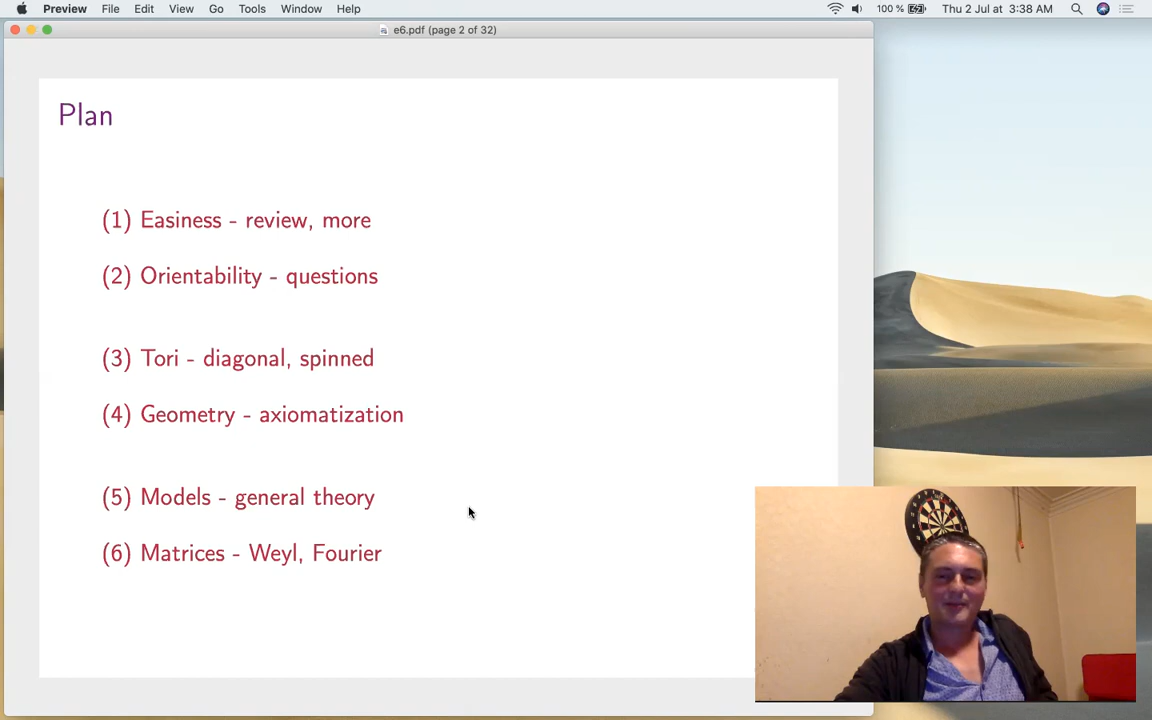 Preview File Edit View Go Tools Window Help 100 % Thu 2 Jul at 3:38 AM
e6.pdf (page 2 of 32)
Plan
(1) Easiness - review, more
(2) Orientability - questions
(3) Tori - diagonal, spinned
(4) Geometry - axiomatization
(5) Models - general theory
(6) Matrices - Weyl, Fourier